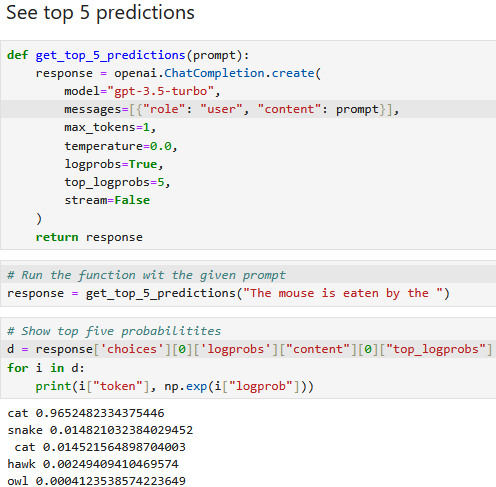 See top 5 predictions
def get_top_5_predictions(prompt):
    response = openai.ChatCompletion.create(
        model="gpt-3.5-turbo",
        messages=[{"role": "user", "content": prompt}],
        max_tokens=1,
        temperature=0.0,
        logprobs=True,
        top_logprobs=5,
        stream=False
    )
    return response
# Run the function wit the given prompt
response = get_top_5_predictions("The mouse is eaten by the ")
# Show top five probabilitites
d = response['choices'][0]['logprobs']["content"][0]["top_logprobs"]
for i in d:
    print(i["token"], np.exp(i["logprob"]))
cat 0.9652482334375446
snake 0.014821032384029452
 cat 0.014521564898704003
hawk 0.00249409410469574
owl 0.0004123538574223649